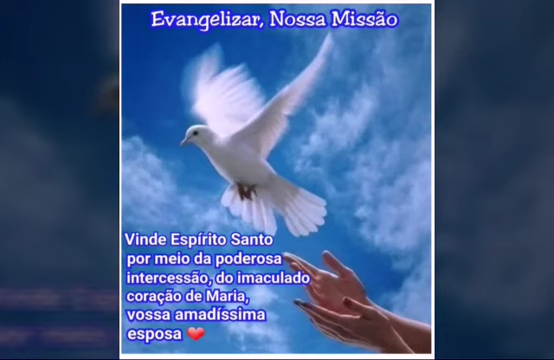 Evangelizar, Nossa Missão
Vinde Espírito Santo
por meio da poderosa
intercessão, do imaculado
coração de Maria,
vossa amadíssima
esposa ❤